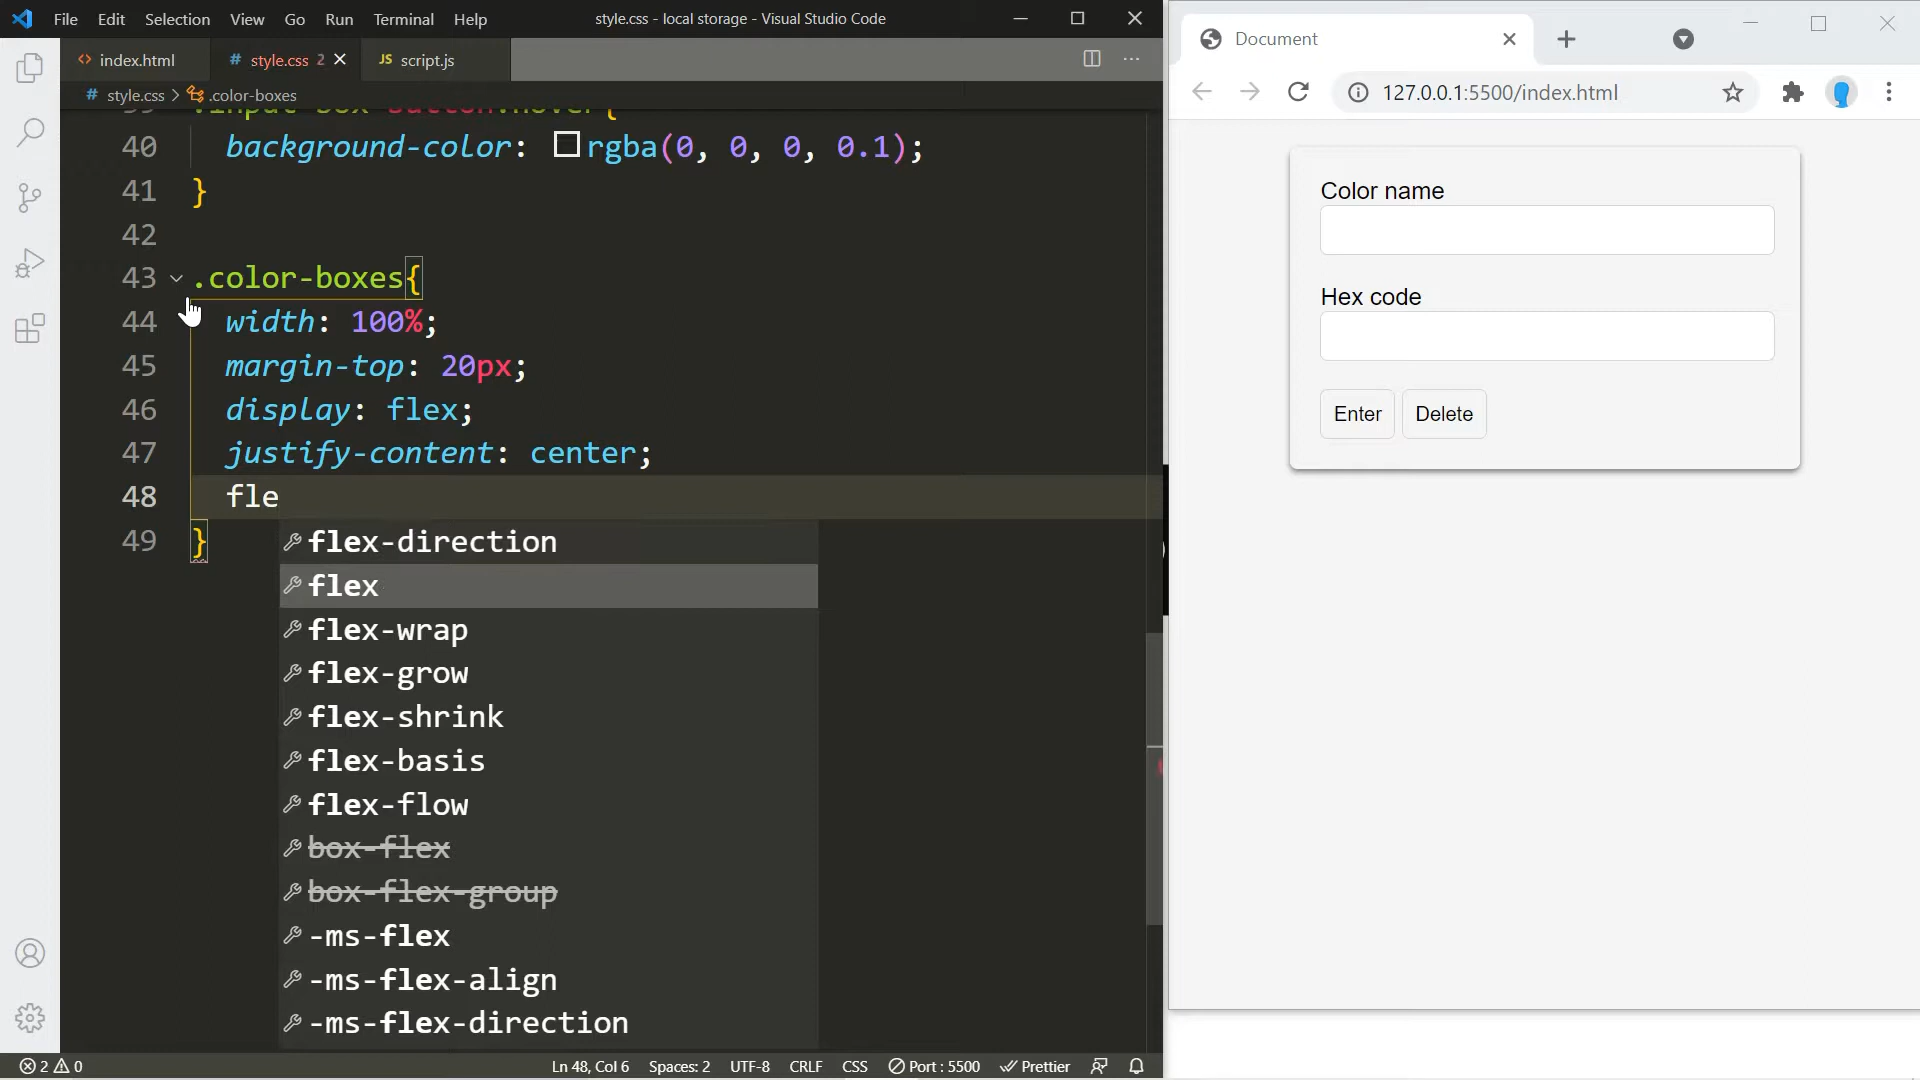 File Edit Selection View Go Run Terminal Help
style.css - local storage - Visual Studio Code
index.html
# style.css 2
JS script.js
# style.css > .color-boxes
40 background-color: rgba(0, 0, 0, 0.1);
41 }
42
43 .color-boxes{
44 width: 100%;
45 margin-top: 20px;
46 display: flex;
47 justify-content: center;
48 fle
49 }
flex-direction
flex
flex-wrap
flex-grow
flex-shrink
flex-basis
flex-flow
box-flex
box-flex-group
-ms-flex
-ms-flex-align
-ms-flex-direction
2 0
Ln 48, Col 6
Spaces: 2
UTF-8
CRLF
CSS
Port : 5500
Prettier
Document
127.0.0.1:5500/index.html
Color name
Hex code
Enter Delete